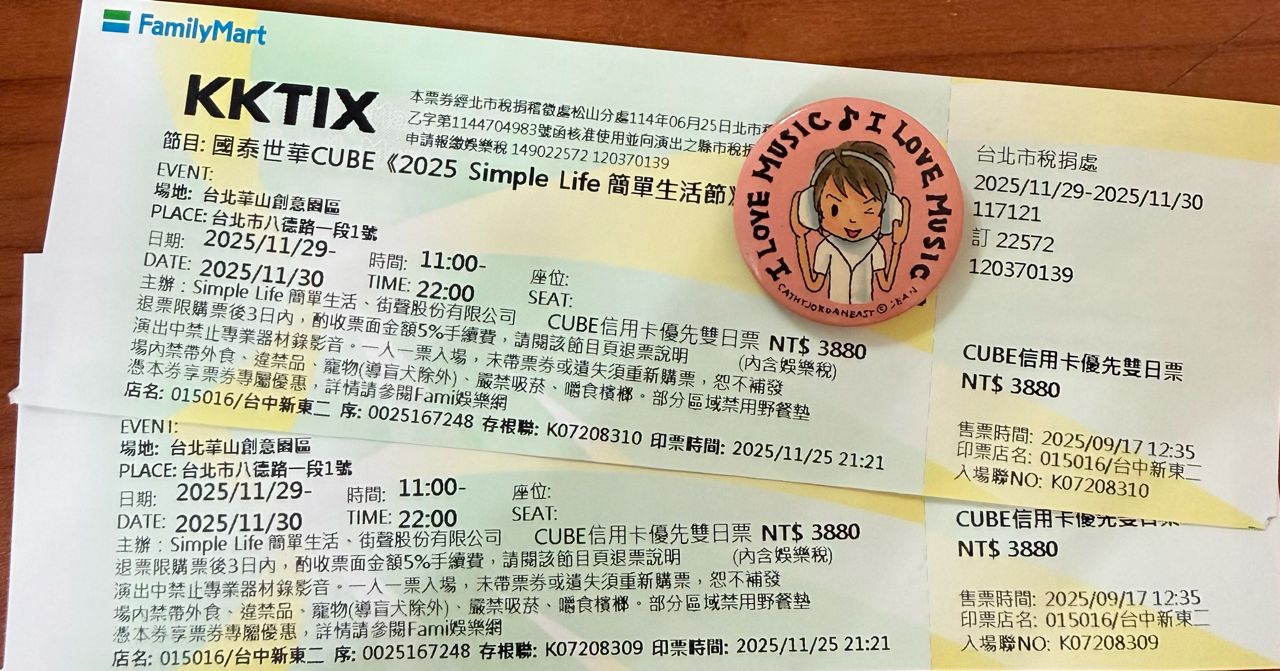 FamilyMart
KKTIX
本票券經北市稅捐稽徵處松山分處114年06月25日北市
乙字第1144704983號函核准使用並向演出之縣市稅捐
申請報繳娛樂稅 149022572 120370139
節目: 國泰世華CUBE《2025 Simple Life 簡單生活節》
EVENT:
場地: 台北華山創意園區
PLACE: 台北市八德路一段1號
日期: 2025/11/29- 時間: 11:00- 座位:
DATE: 2025/11/30 TIME: 22:00 SEAT:
主辦：Simple Life 簡單生活、街聲股份有限公司 CUBE信用卡優先雙日票 NT$ 3880
退票限購票後3日內，酌收票面金額5%手續費，請閱該節目頁退票說明 (內含娛樂稅)
演出中禁止專業器材錄影音。一人一票入場，未帶票券或遺失須重新購票，恕不補發
場內禁帶外食、違禁品、寵物(導盲犬除外)、嚴禁吸菸、嚼食檳榔。部分區域禁用野餐墊
憑本券享票券專屬優惠，詳情請參閱Fami娛樂網
店名: 015016/台中新東二 序: 0025167248 存根聯: K07208310 印票時間: 2025/11/25 21:21
I LOVE MUSIC ♪ I LOVE MUSIC
CATHYJORDANEAST © JEAN
台北市稅捐處
2025/11/29-2025/11/30
117121
訂 22572
120370139
CUBE信用卡優先雙日票
NT$ 3880
售票時間: 2025/09/17 12:35
印票店名: 015016/台中新東二
入場聯NO: K07208310
EVENT:
場地: 台北華山創意園區
PLACE: 台北市八德路一段1號
日期: 2025/11/29- 時間: 11:00- 座位:
DATE: 2025/11/30 TIME: 22:00 SEAT:
主辦：Simple Life 簡單生活、街聲股份有限公司 CUBE信用卡優先雙日票 NT$ 3880
退票限購票後3日內，酌收票面金額5%手續費，請閱該節目頁退票說明 (內含娛樂稅)
演出中禁止專業器材錄影音。一人一票入場，未帶票券或遺失須重新購票，恕不補發
場內禁帶外食、違禁品、寵物(導盲犬除外)、嚴禁吸菸、嚼食檳榔。部分區域禁用野餐墊
憑本券享票券專屬優惠，詳情請參閱Fami娛樂網
店名: 015016/台中新東二 序: 0025167248 存根聯: K07208309 印票時間: 2025/11/25 21:21
CUBE信用卡優先雙日票
NT$ 3880
售票時間: 2025/09/17 12:35
印票店名: 015016/台中新東二
入場聯NO: K07208309